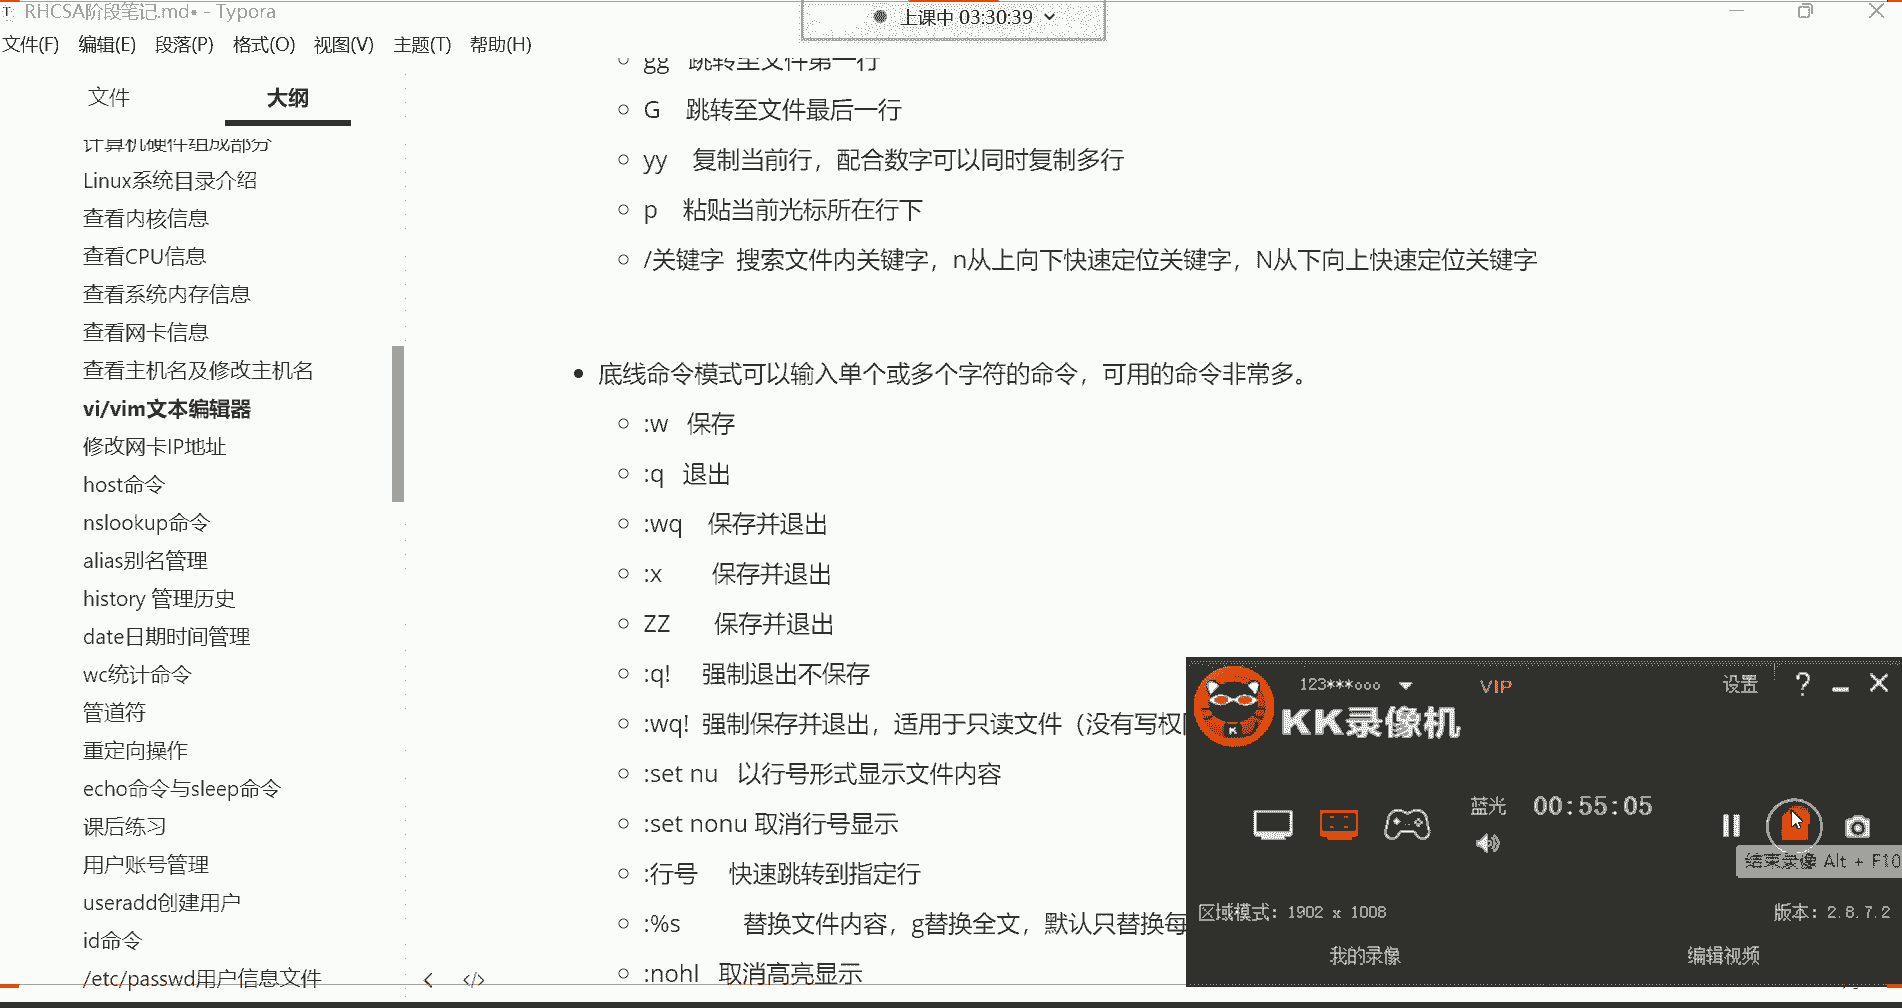 RHCSA阶段笔记.md• - Typora
上课中 03:30:39
文件(F) 编辑(E) 段落(P) 格式(O) 视图(V) 主题(T) 帮助(H)
文件 大纲
计算机硬件组成部分
Linux系统目录介绍
查看内核信息
查看CPU信息
查看系统内存信息
查看网卡信息
查看主机名及修改主机名
vi/vim文本编辑器
修改网卡IP地址
host命令
nslookup命令
alias别名管理
history 管理历史
date日期时间管理
wc统计命令
管道符
重定向操作
echo命令与sleep命令
课后练习
用户账号管理
useradd创建用户
id命令
/etc/passwd用户信息文件
gg 跳转至文件第一行
G 跳转至文件最后一行
yy 复制当前行，配合数字可以同时复制多行
p 粘贴当前光标所在行下
/关键字 搜索文件内关键字，n从上向下快速定位关键字，N从下向上快速定位关键字
底线命令模式可以输入单个或多个字符的命令，可用的命令非常多。
:w 保存
:q 退出
:wq 保存并退出
:x 保存并退出
ZZ 保存并退出
:q! 强制退出不保存
:wq! 强制保存并退出，适用于只读文件（没有写权
:set nu 以行号形式显示文件内容
:set nonu 取消行号显示
:行号 快速跳转到指定行
:%s 替换文件内容，g替换全文，默认只替换每
:nohl 取消高亮显示
123***ooo VIP 设置
KK录像机
蓝光 00:55:05
结束录像 Alt + F10
区域模式：1902 x 1008 版本：2.8.7.2
我的录像 编辑视频